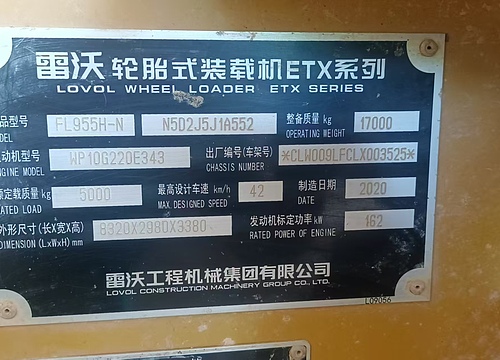 雷沃 轮胎式装载机ETX系列
LOVOL WHEEL LOADER ETX SERIES
品型号 FL955H-N N5D2J5J1A552 整备质量 kg 17000
DEL OPERATING WEIGHT
动机型号 WP10G220E343 出厂编号(车架号) *CLW009LFCLX003525*
GINE MODEL CHASSIS NUMBER
定载质量 kg 5000 最高设计车速 km/h 42 制造日期 2020
ATED LOAD MAX. DESIGNED SPEED DATE
外形尺寸(长X宽X高) 8320X2980X3380 发动机标定功率 kW 162
DIMENSION (LxWxH) mm RATED POWER OF ENGINE
雷沃工程机械集团有限公司
LOVOL CONSTRUCTION MACHINERY GROUP CO., LTD.
L09056